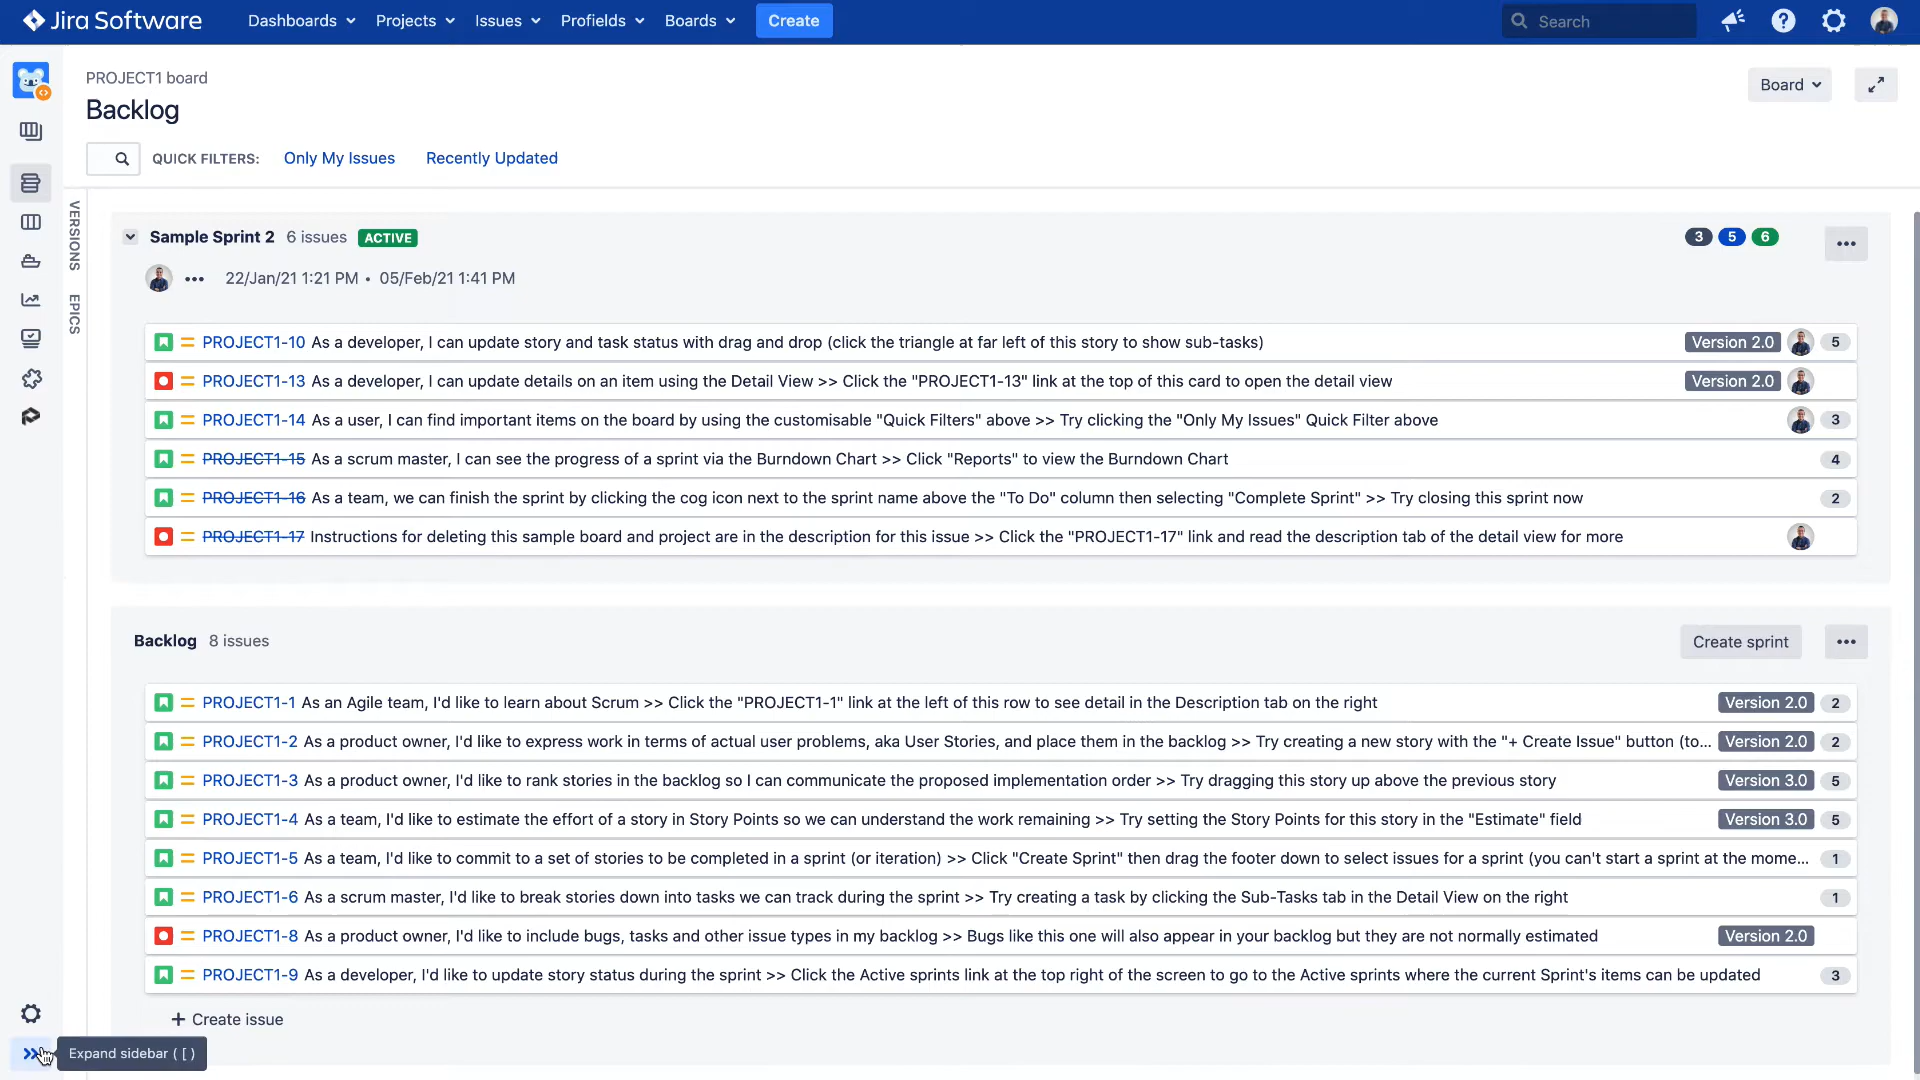 Jira Software Dashboards Projects Issues Profields Boards Create Search
PROJECT1 board
Backlog
Board
QUICK FILTERS: Only My Issues Recently Updated
VERSIONS
EPICS
Sample Sprint 2 6 issues ACTIVE 3 5 6
22/Jan/21 1:21 PM • 05/Feb/21 1:41 PM
PROJECT1-10 As a developer, I can update story and task status with drag and drop (click the triangle at far left of this story to show sub-tasks) Version 2.0 5
PROJECT1-13 As a developer, I can update details on an item using the Detail View >> Click the "PROJECT1-13" link at the top of this card to open the detail view Version 2.0
PROJECT1-14 As a user, I can find important items on the board by using the customisable "Quick Filters" above >> Try clicking the "Only My Issues" Quick Filter above 3
PROJECT1-15 As a scrum master, I can see the progress of a sprint via the Burndown Chart >> Click "Reports" to view the Burndown Chart 4
PROJECT1-16 As a team, we can finish the sprint by clicking the cog icon next to the sprint name above the "To Do" column then selecting "Complete Sprint" >> Try closing this sprint now 2
PROJECT1-17 Instructions for deleting this sample board and project are in the description for this issue >> Click the "PROJECT1-17" link and read the description tab of the detail view for more
Backlog 8 issues Create sprint
PROJECT1-1 As an Agile team, I'd like to learn about Scrum >> Click the "PROJECT1-1" link at the left of this row to see detail in the Description tab on the right Version 2.0 2
PROJECT1-2 As a product owner, I'd like to express work in terms of actual user problems, aka User Stories, and place them in the backlog >> Try creating a new story with the "+ Create Issue" button (to... Version 2.0 2
PROJECT1-3 As a product owner, I'd like to rank stories in the backlog so I can communicate the proposed implementation order >> Try dragging this story up above the previous story Version 3.0 5
PROJECT1-4 As a team, I'd like to estimate the effort of a story in Story Points so we can understand the work remaining >> Try setting the Story Points for this story in the "Estimate" field Version 3.0 5
PROJECT1-5 As a team, I'd like to commit to a set of stories to be completed in a sprint (or iteration) >> Click "Create Sprint" then drag the footer down to select issues for a sprint (you can't start a sprint at the mome... 1
PROJECT1-6 As a scrum master, I'd like to break stories down into tasks we can track during the sprint >> Try creating a task by clicking the Sub-Tasks tab in the Detail View on the right 1
PROJECT1-8 As a product owner, I'd like to include bugs, tasks and other issue types in my backlog >> Bugs like this one will also appear in your backlog but they are not normally estimated Version 2.0
PROJECT1-9 As a developer, I'd like to update story status during the sprint >> Click the Active sprints link at the top right of the screen to go to the Active sprints where the current Sprint's items can be updated 3
+ Create issue
Expand sidebar ( [ )